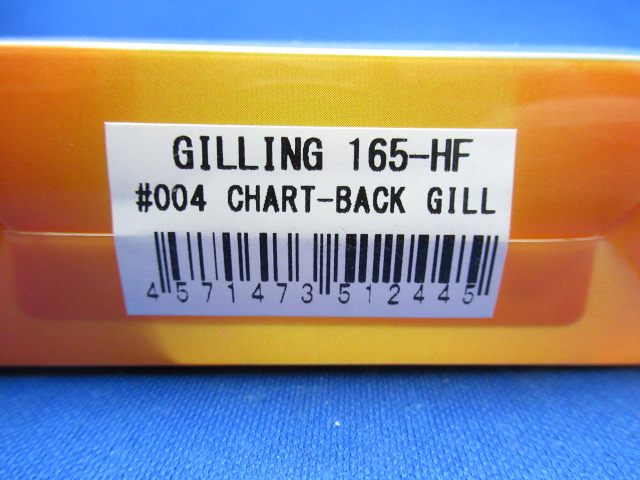 GILLING 165-HF
#004 CHART-BACK GILL
4571473512445